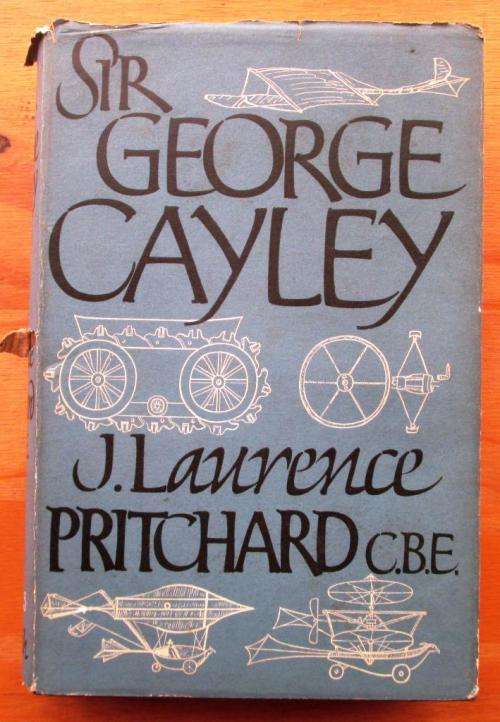 SIR
GEORGE
CAYLEY
J. Laurence
PRITCHARD C.B.E.